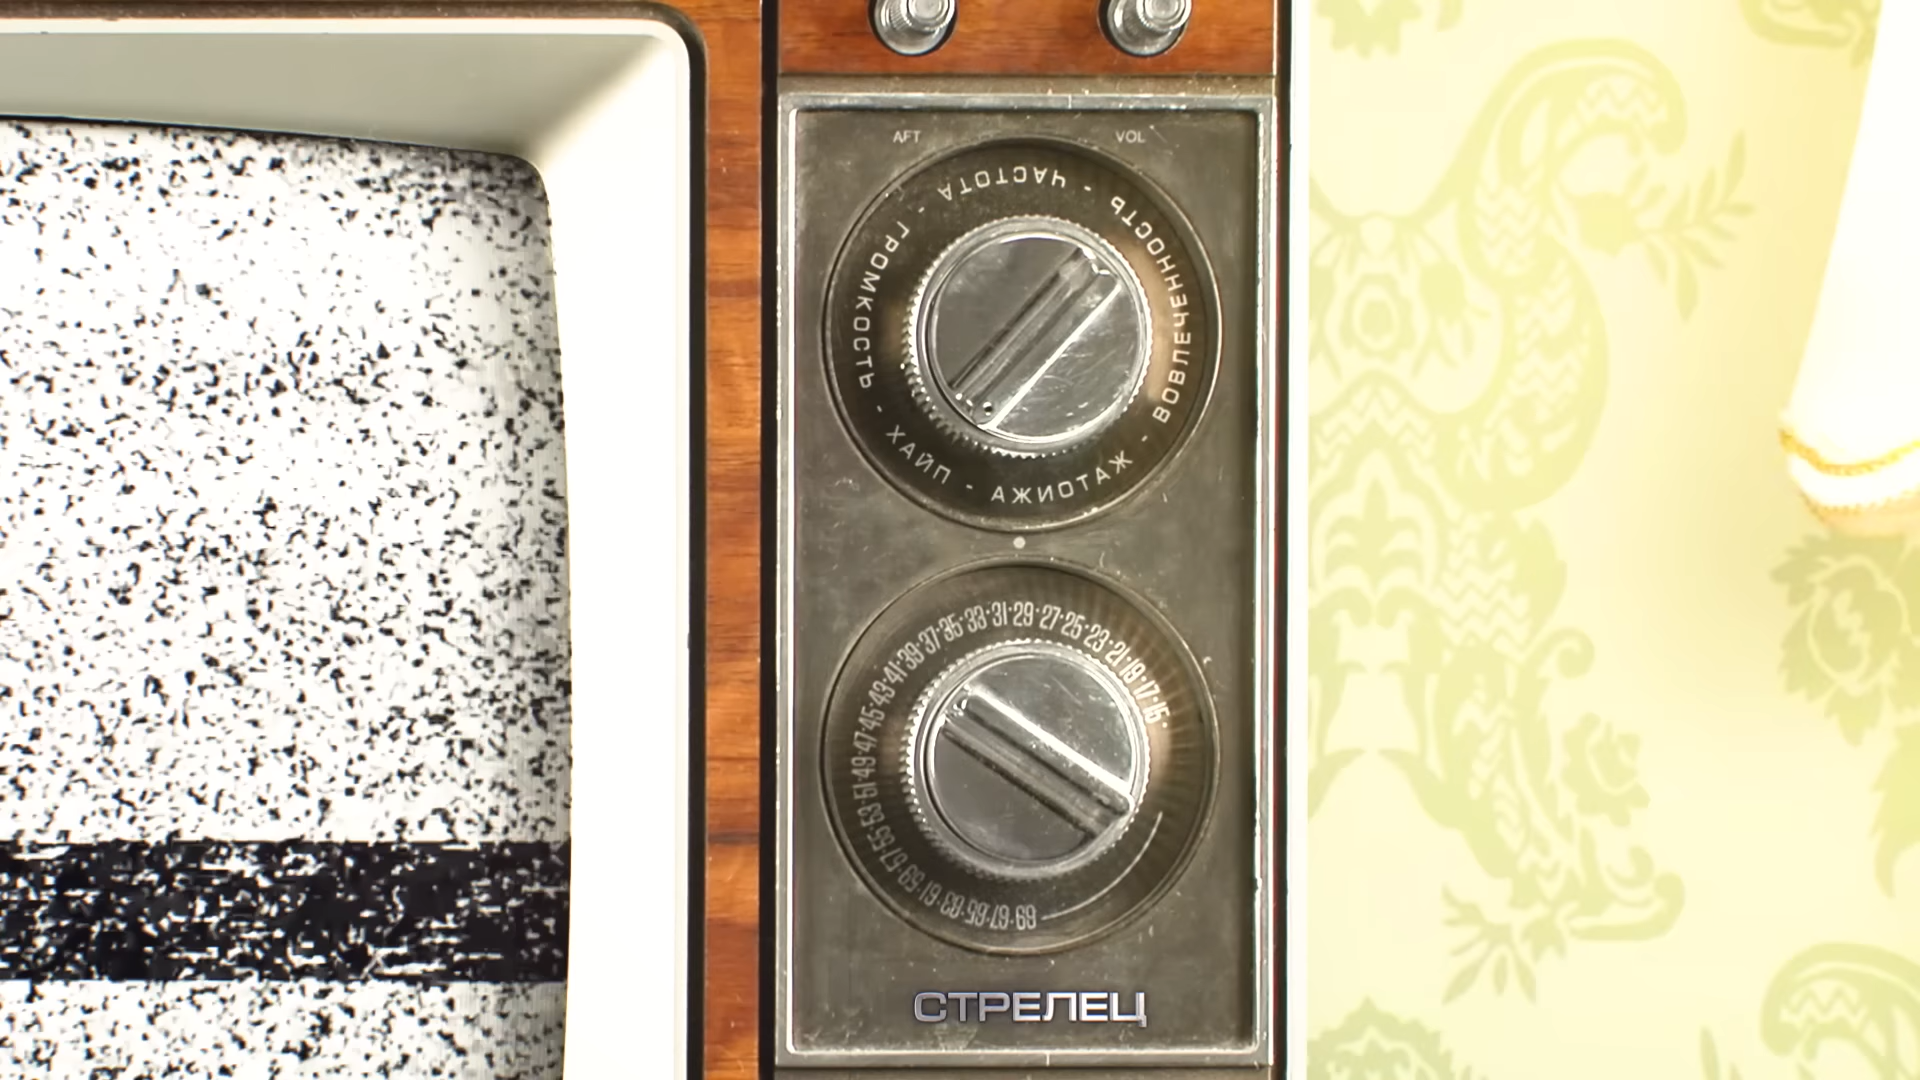 AFT
VOL
ЧАСТОТА - ГРОМКОСТЬ - ХАЙП - АЖИОТАЖ - ВОВЛЕЧЕННОСТЬ -
69·67·65·63·61·59·57·55·53·51·49·47·45·43·41·39·37·35·33·31·29·27·25·23·21·19·17·15·
СТРЕЛЕЦ